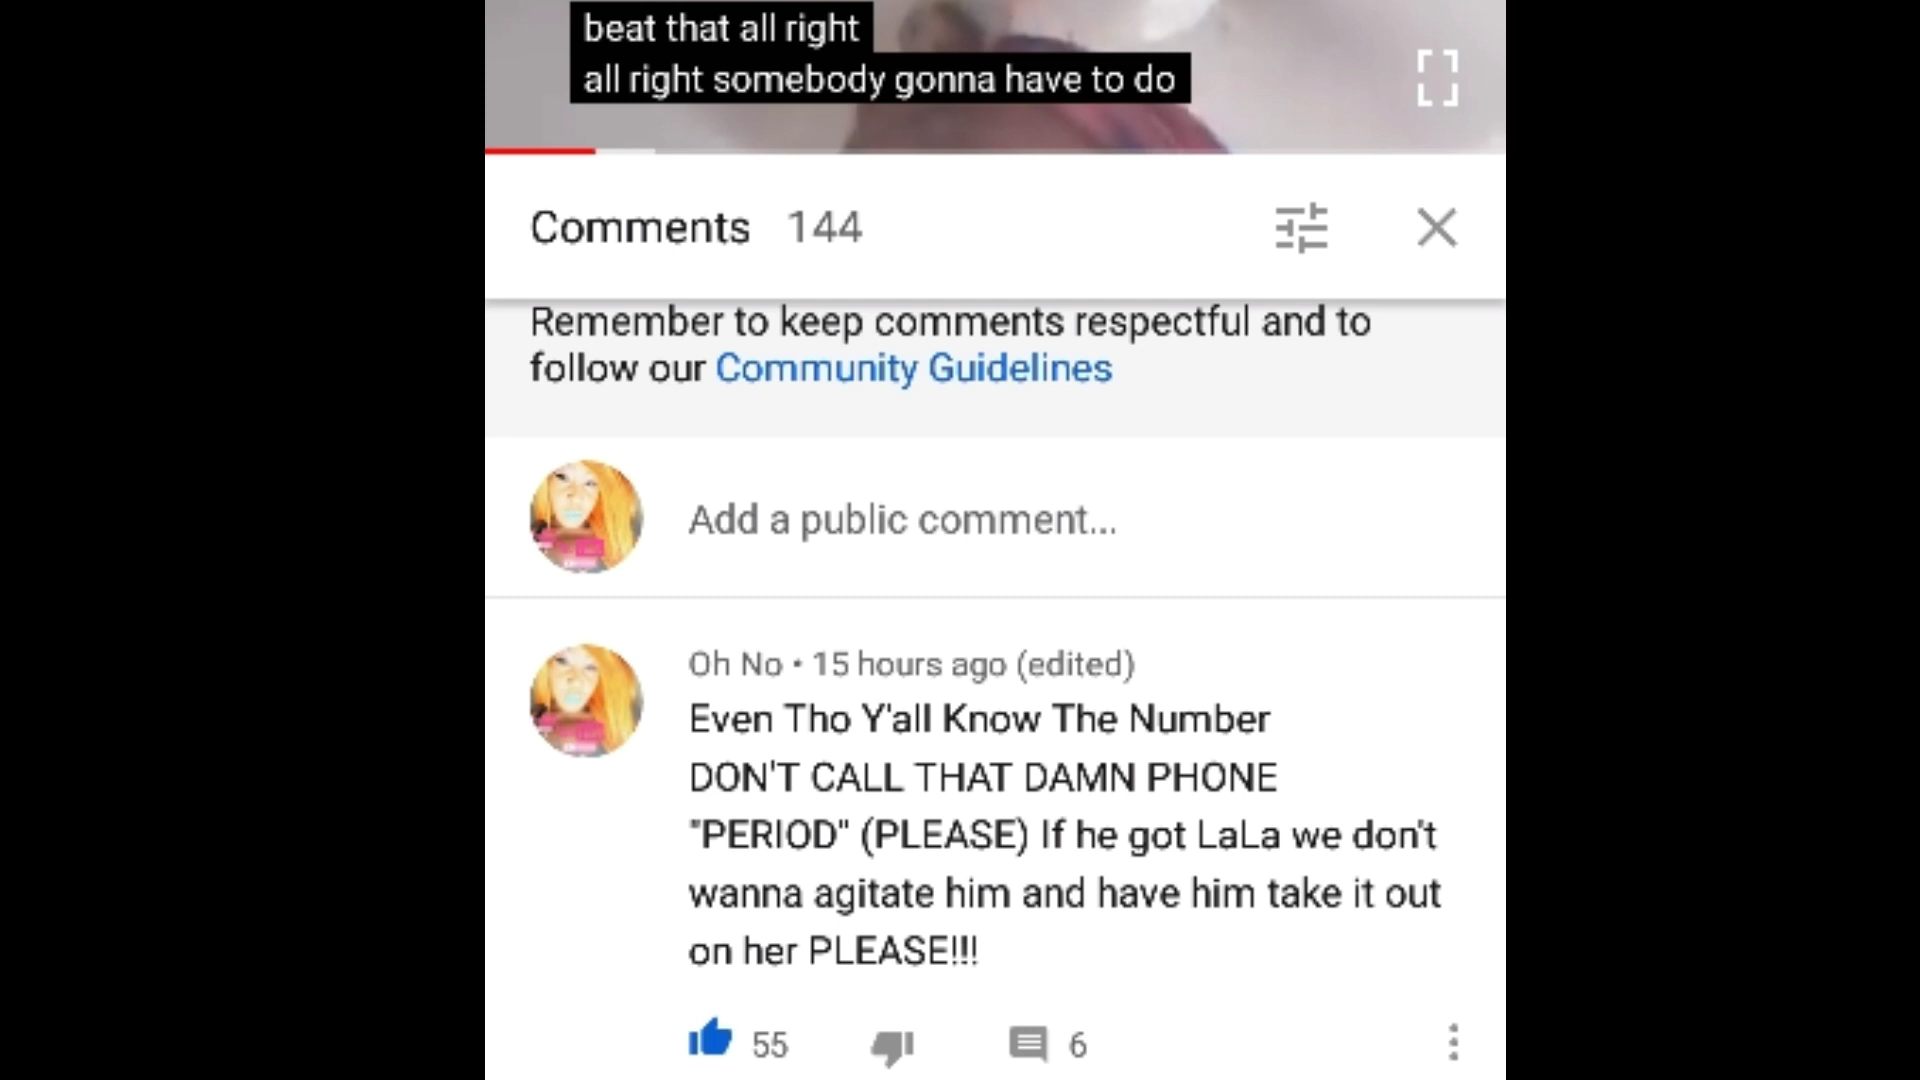 beat that all right
all right somebody gonna have to do
Comments 144
Remember to keep comments respectful and to
follow our Community Guidelines
Add a public comment...
Oh No • 15 hours ago (edited)
Even Tho Y'all Know The Number
DON'T CALL THAT DAMN PHONE
"PERIOD" (PLEASE) If he got LaLa we don't
wanna agitate him and have him take it out
on her PLEASE!!!
55 6